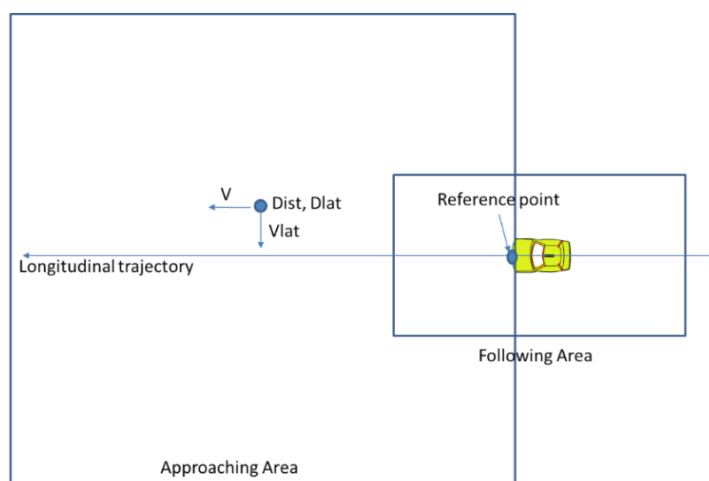 V
Dist, Dlat
Vlat
Reference point
Longitudinal trajectory
Following Area
Approaching Area